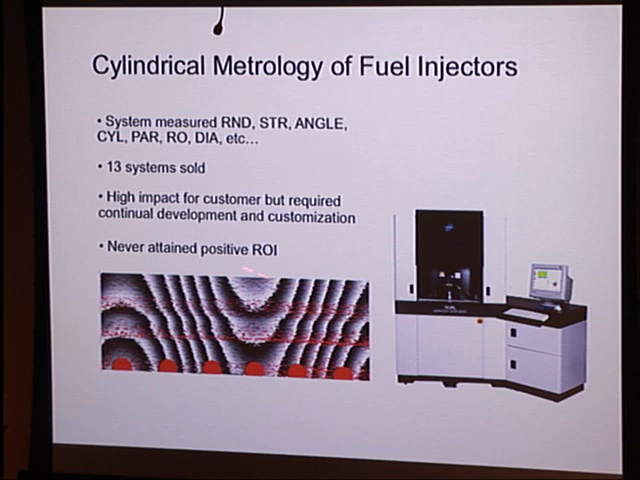 Cylindrical Metrology of Fuel Injectors
• System measured RND, STR, ANGLE,
CYL, PAR, RO, DIA, etc...
• 13 systems sold
• High impact for customer but required
continual development and customization
• Never attained positive ROI